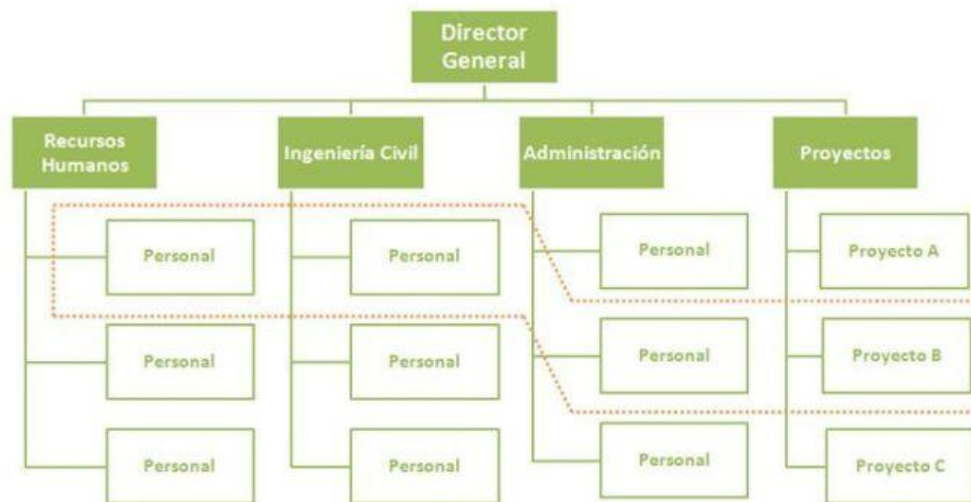 Director
General
Recursos
Humanos
Ingeniería Civil
Administración
Proyectos
Personal
Personal
Personal
Proyecto A
Personal
Personal
Personal
Proyecto B
Personal
Personal
Personal
Proyecto C